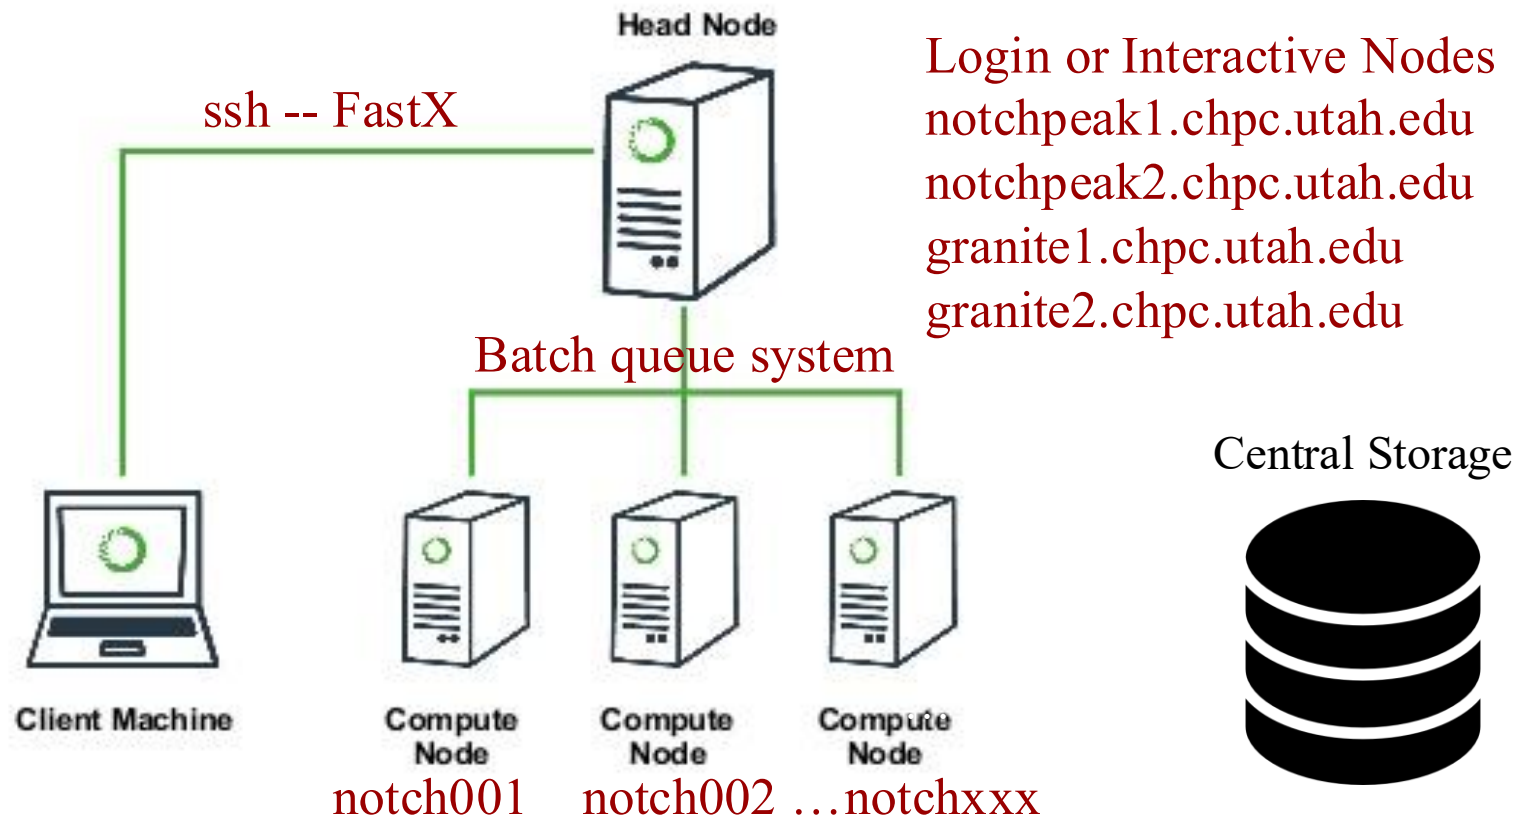 Head Node
Login or Interactive Nodes
notchpeak1.chpc.utah.edu
notchpeak2.chpc.utah.edu
granite1.chpc.utah.edu
granite2.chpc.utah.edu
ssh -- FastX
Batch queue system
Central Storage
Client Machine
Compute
Node
notch001
Compute
Node
notch002
Compute
Node
…notchxxx